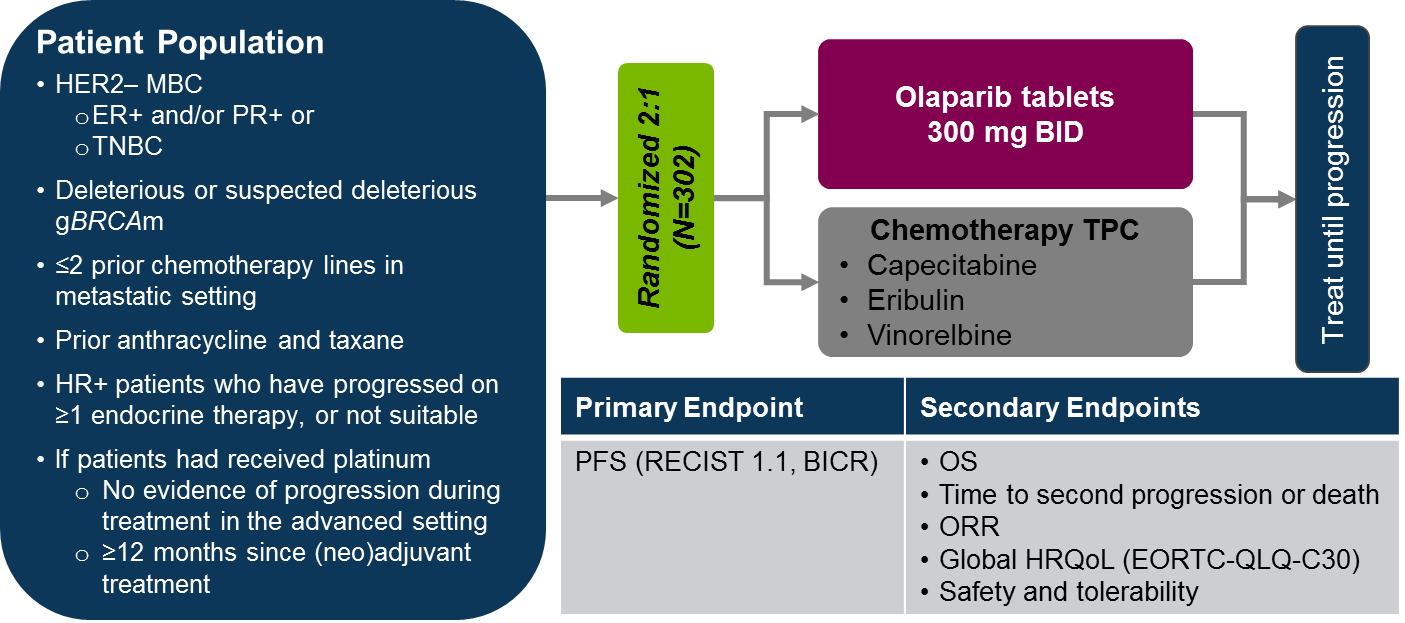 Patient Population
• HER2– MBC
o ER+ and/or PR+ or
o TNBC
• Deleterious or suspected deleterious
gBRCAm
• ≤2 prior chemotherapy lines in
metastatic setting
• Prior anthracycline and taxane
• HR+ patients who have progressed on
≥1 endocrine therapy, or not suitable
• If patients had received platinum
o No evidence of progression during
treatment in the advanced setting
o ≥12 months since (neo)adjuvant
treatment
Randomized 2:1
(N=302)
Olaparib tablets
300 mg BID
Chemotherapy TPC
• Capecitabine
• Eribulin
• Vinorelbine
Treat until progression
Primary Endpoint
Secondary Endpoints
PFS (RECIST 1.1, BICR)
• OS
• Time to second progression or death
• ORR
• Global HRQoL (EORTC-QLQ-C30)
• Safety and tolerability